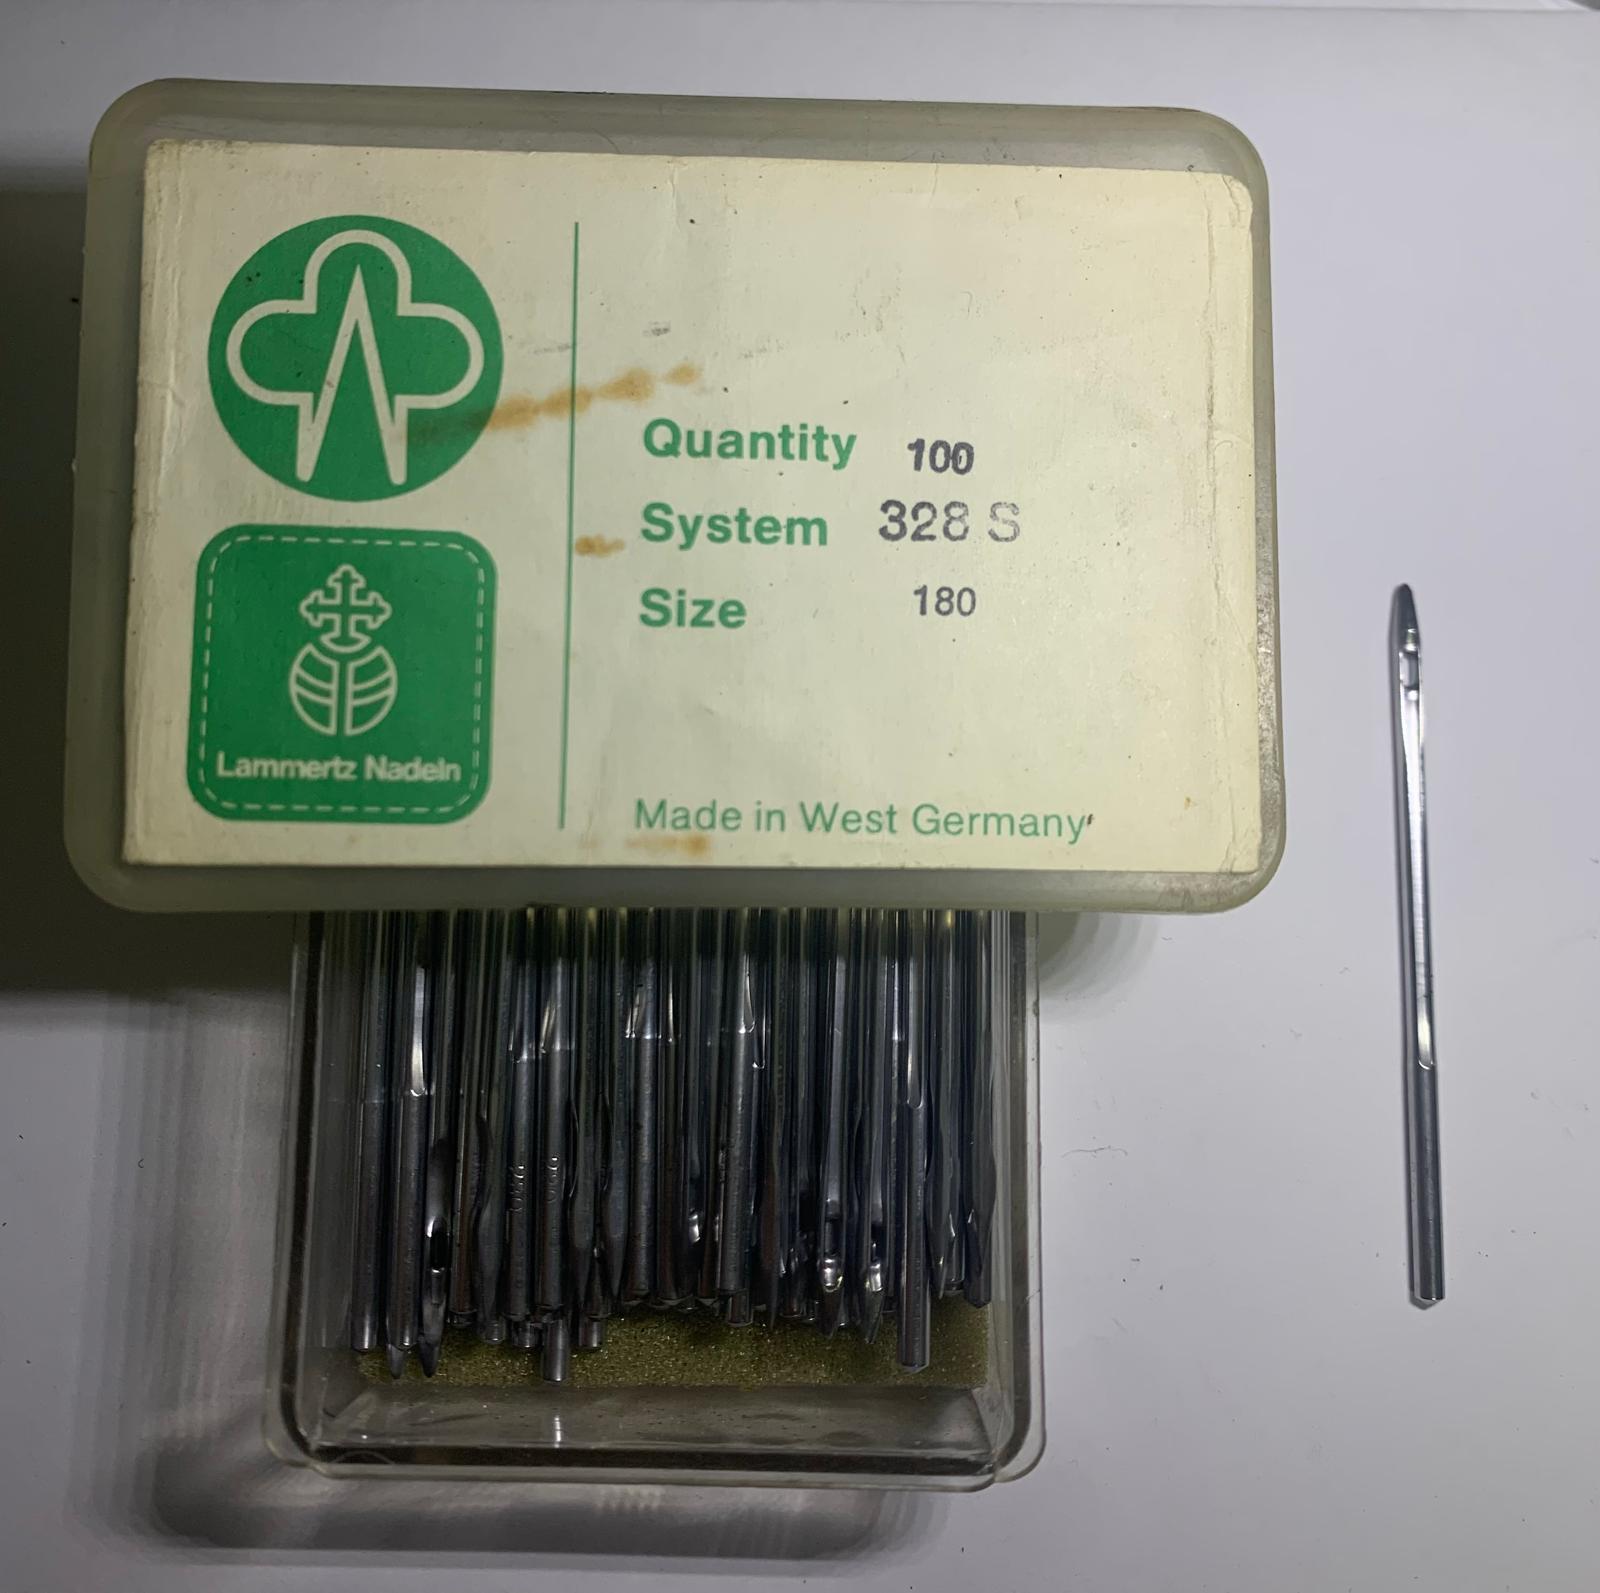 Quantity 100
System 328 S
Size 180
Lammertz Nadeln
Made in West Germany